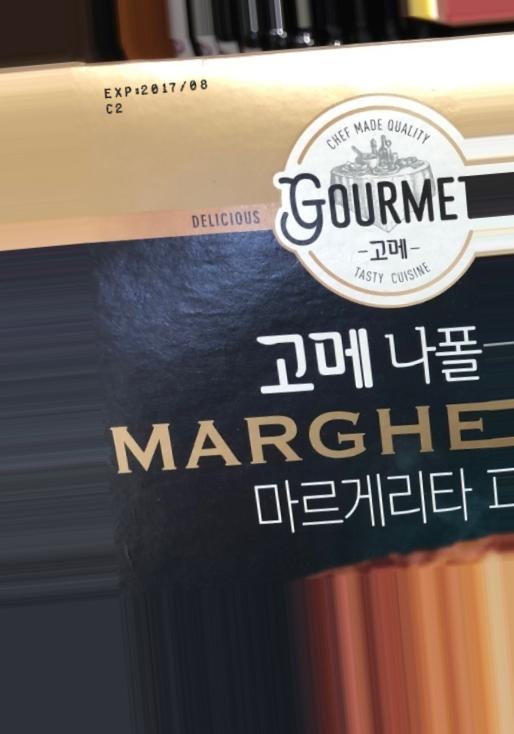 EXP:2017/08
C2
CHEF MADE QUALITY
DELICIOUS
GOURMET
-고메-
TASTY CUISINE
고메 나폴
MARGHE
마르게리타